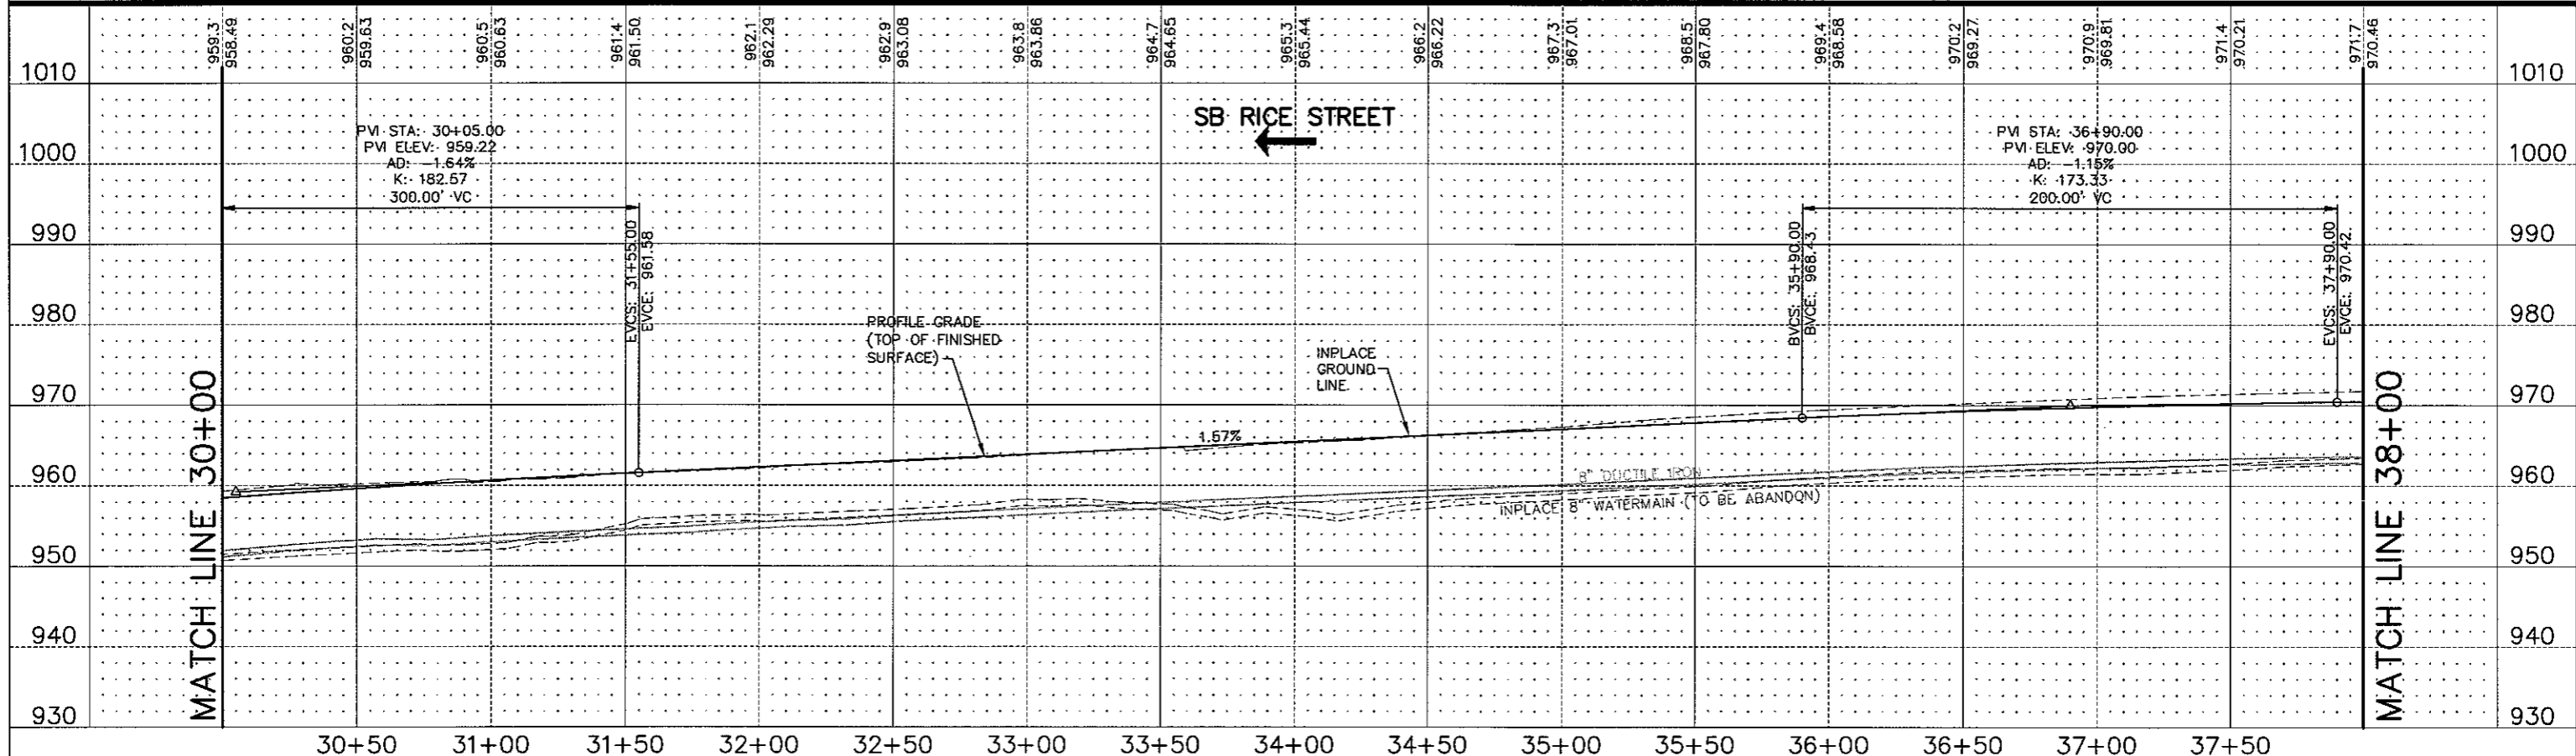 959.3
958.49
960.2
959.63
960.5
960.63
961.4
961.50
962.1
962.29
962.9
963.08
963.8
963.86
964.7
964.65
965.3
965.44
966.2
966.22
967.3
967.01
968.5
967.80
969.4
968.58
970.2
969.27
970.9
969.81
971.4
970.21
971.7
970.46
1010
1010
SB RICE STREET
PVI STA: 30+05.00
PVI ELEV: 959.22
AD: -1.64%
K: 182.57
300.00' VC
PVI STA: 36+90.00
PVI ELEV: 970.00
AD: -1.15%
K: 173.33
200.00' VC
1000
1000
990
990
EVCS: 31+55.00
EVCE: 961.58
BVCS: 35+90.00
BVCE: 968.43
EVCS: 37+90.00
EVCE: 970.42
980
980
PROFILE GRADE
(TOP OF FINISHED
SURFACE)
INPLACE
GROUND
LINE
970
970
1.57%
960
960
8" DUCTILE IRON
INPLACE 8" WATERMAIN (TO BE ABANDON)
950
950
940
940
930
930
MATCH LINE 30+00
MATCH LINE 38+00
30+50
31+00
31+50
32+00
32+50
33+00
33+50
34+00
34+50
35+00
35+50
36+00
36+50
37+00
37+50